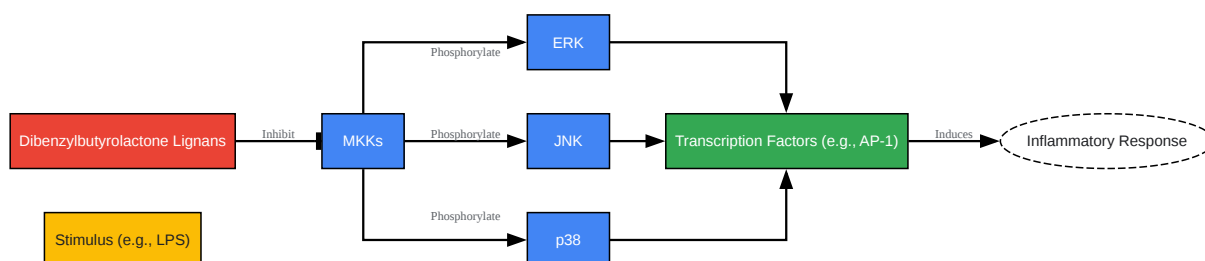 Phosphorylate
ERK
Dibenzylbutyrolactone Lignans
Inhibit
MKKs
Phosphorylate
JNK
Transcription Factors (e.g., AP-1)
Induces
Inflammatory Response
Phosphorylate
Stimulus (e.g., LPS)
p38